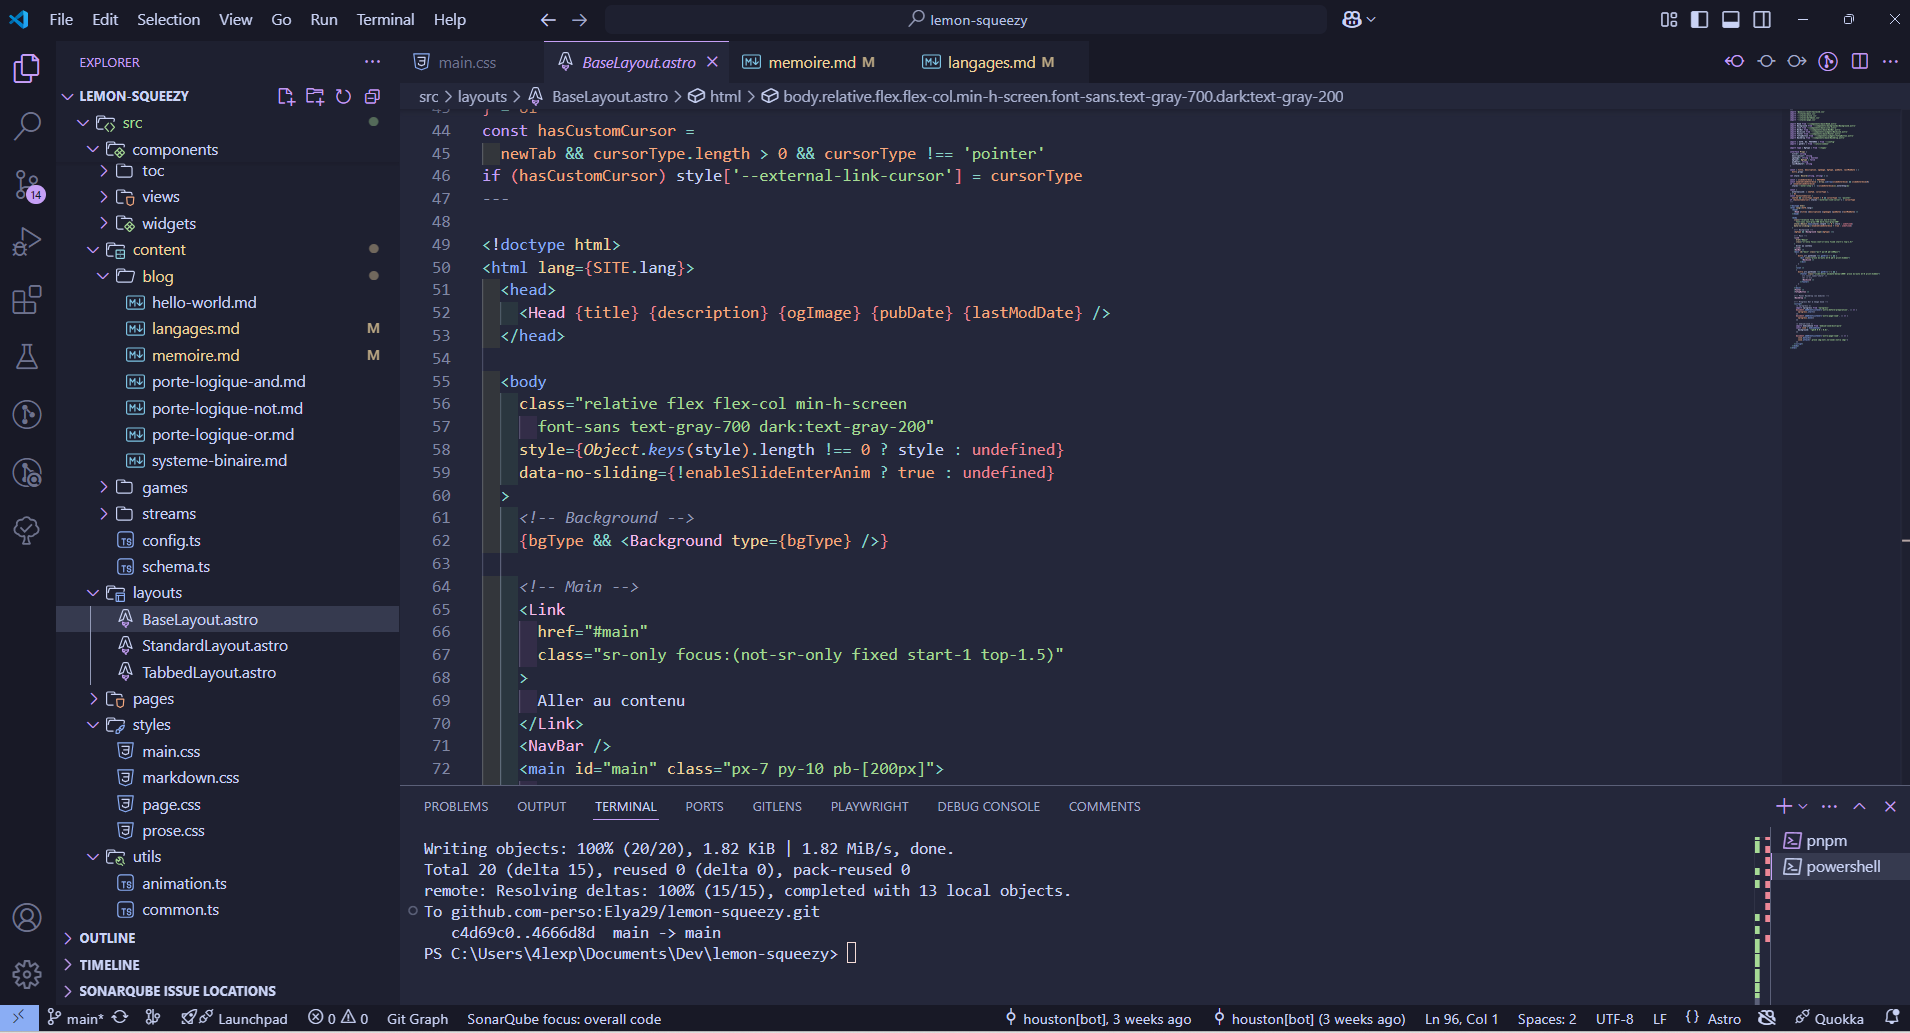 File Edit Selection View Go Run Terminal Help
lemon-squeezy
EXPLORER
LEMON-SQUEEZY
src
components
toc
views
widgets
content
blog
hello-world.md
langages.md M
memoire.md M
porte-logique-and.md
porte-logique-not.md
porte-logique-or.md
systeme-binaire.md
games
streams
config.ts
schema.ts
layouts
BaseLayout.astro
StandardLayout.astro
TabbedLayout.astro
pages
styles
main.css
markdown.css
page.css
prose.css
utils
animation.ts
common.ts
OUTLINE
TIMELINE
SONARQUBE ISSUE LOCATIONS
14
main.css
BaseLayout.astro
memoire.md M
langages.md M
src > layouts > BaseLayout.astro > html > body.relative.flex.flex-col.min-h-screen.font-sans.text-gray-700.dark:text-gray-200
44 const hasCustomCursor =
45 newTab && cursorType.length > 0 && cursorType !== 'pointer'
46 if (hasCustomCursor) style['--external-link-cursor'] = cursorType
47 ---
48
49 <!doctype html>
50 <html lang={SITE.lang}>
51 <head>
52 <Head {title} {description} {ogImage} {pubDate} {lastModDate} />
53 </head>
54
55 <body
56 class="relative flex flex-col min-h-screen
57 font-sans text-gray-700 dark:text-gray-200"
58 style={Object.keys(style).length !== 0 ? style : undefined}
59 data-no-sliding={!enableSlideEnterAnim ? true : undefined}
60 >
61 <!-- Background -->
62 {bgType && <Background type={bgType} />}
63
64 <!-- Main -->
65 <Link
66 href="#main"
67 class="sr-only focus:(not-sr-only fixed start-1 top-1.5)"
68 >
69 Aller au contenu
70 </Link>
71 <NavBar />
72 <main id="main" class="px-7 py-10 pb-[200px]">
PROBLEMS OUTPUT TERMINAL PORTS GITLENS PLAYWRIGHT DEBUG CONSOLE COMMENTS
Writing objects: 100% (20/20), 1.82 KiB | 1.82 MiB/s, done.
Total 20 (delta 15), reused 0 (delta 0), pack-reused 0
remote: Resolving deltas: 100% (15/15), completed with 13 local objects.
To github.com-perso:Elya29/lemon-squeezy.git
c4d69c0..4666d8d main -> main
PS C:\Users\4lexp\Documents\Dev\lemon-squeezy>
pnpm
powershell
main* Launchpad 0 0 Git Graph SonarQube focus: overall code houston[bot], 3 weeks ago houston[bot] (3 weeks ago) Ln 96, Col 1 Spaces: 2 UTF-8 LF {} Astro Quokka